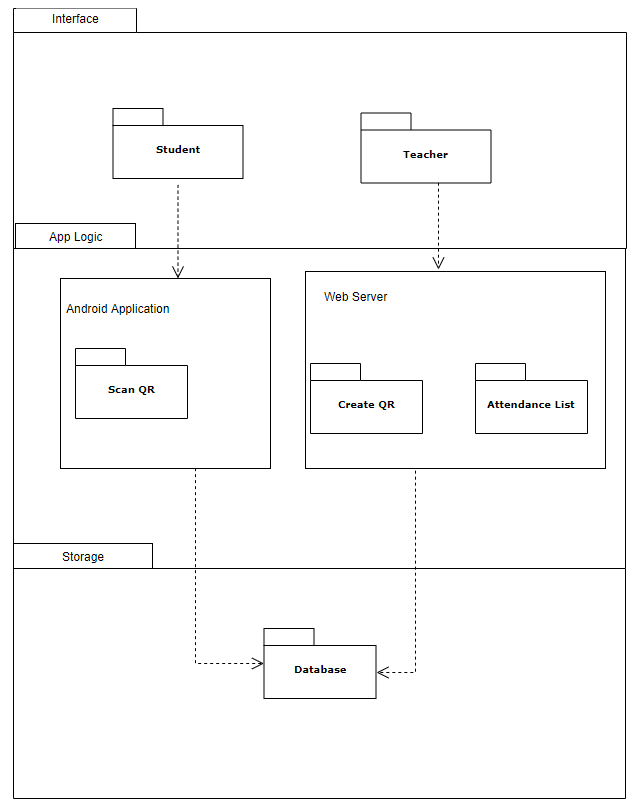 Interface
Student
Teacher
App Logic
Android Application
Web Server
Scan QR
Create QR
Attendance List
Storage
Database